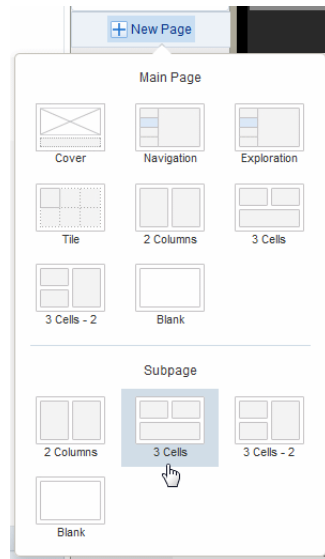 New Page
Main Page
Cover
Navigation
Exploration
Tile
2 Columns
3 Cells
3 Cells - 2
Blank
Subpage
2 Columns
3 Cells
3 Cells - 2
Blank